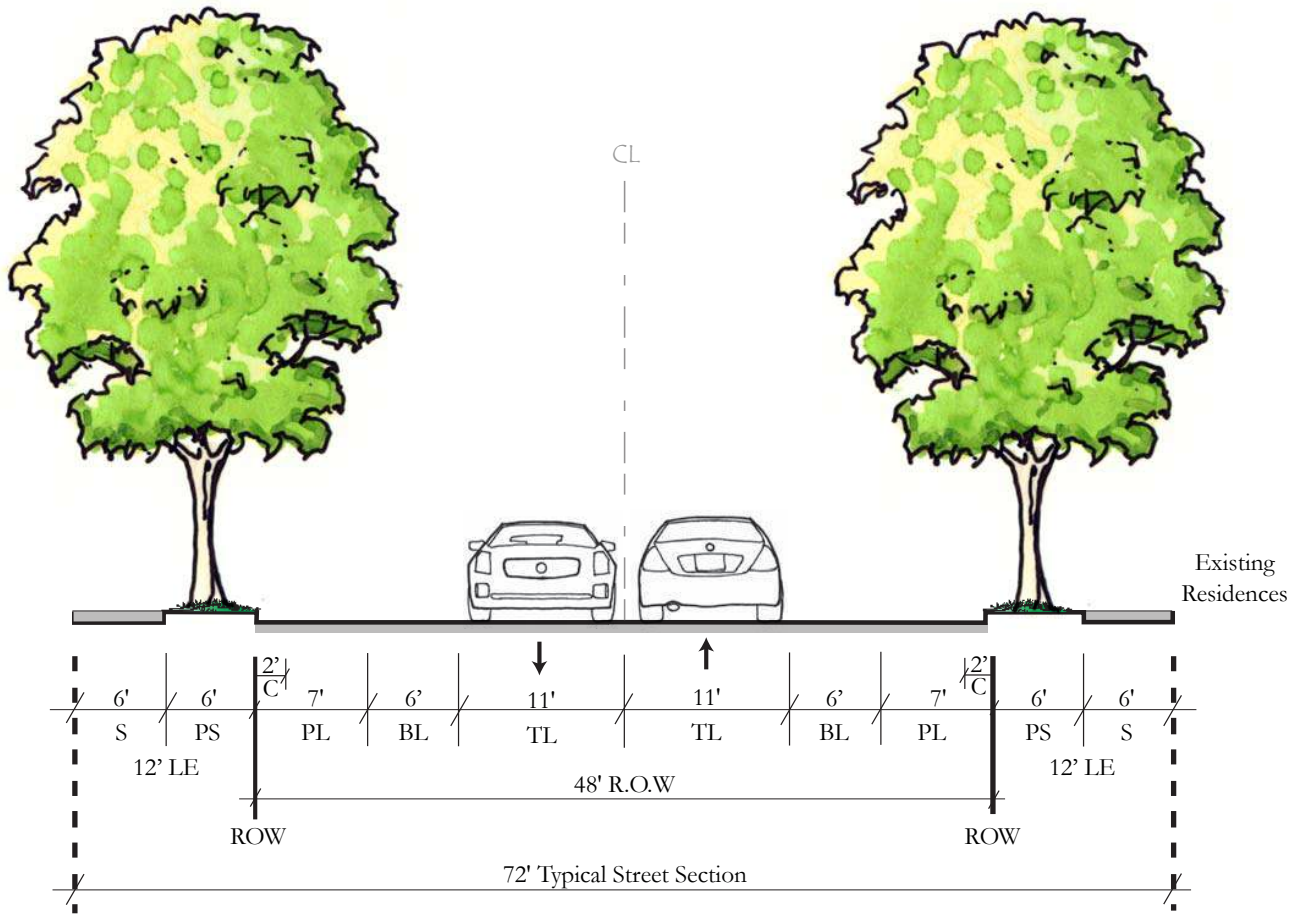 CL
Existing
Residences
2’ 2’
C C
6' 6' 7' 6’ 11' 11' 6’ 7' 6' 6'
S PS PL BL TL TL BL PL PS S
12’ LE 12’ LE
48' R.O.W
ROW ROW
72' Typical Street Section